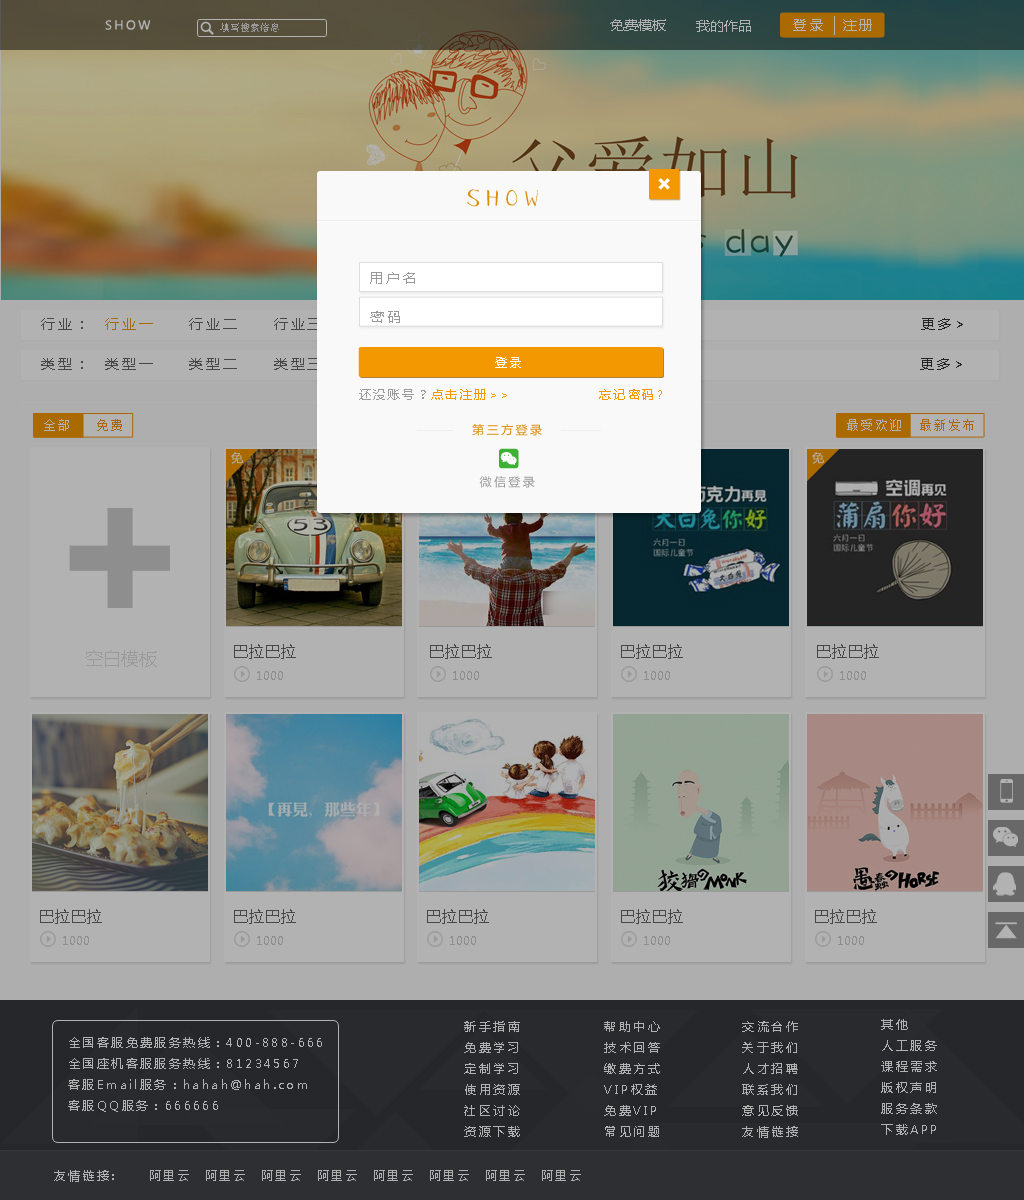 SHOW
填写搜索信息
免费模板
我的作品
登录
注册
父爱如山
s day
SHOW
用户名
密码
登录
还没账号？点击注册>>
忘记密码?
第三方登录
微信登录
行业： 行业一 行业二 行业三
更多>
类型： 类型一 类型二 类型三
更多>
全部 免费
最受欢迎 最新发布
空白模板
免
巴拉巴拉
1000
巴拉巴拉
1000
巧克力再見
大白兔你好
六月一日
国际儿童节
大白兔
巴拉巴拉
1000
免
空调再见
蒲扇你好
六月一日
国际儿童节
巴拉巴拉
1000
巴拉巴拉
1000
【再見，那些年】
巴拉巴拉
1000
巴拉巴拉
1000
狡猾のMONK
巴拉巴拉
1000
愚蠢のHORSE
巴拉巴拉
1000
全国客服免费服务热线：400-888-666
全国座机客服服务热线：81234567
客服Email服务：hahah@hah.com
客服QQ服务：666666
新手指南
免费学习
定制学习
使用资源
社区讨论
资源下载
帮助中心
技术回答
缴费方式
VIP权益
免费VIP
常见问题
交流合作
关于我们
人才招聘
联系我们
意见反馈
友情链接
其他
人工服务
课程需求
版权声明
服务条款
下载APP
友情链接: 阿里云 阿里云 阿里云 阿里云 阿里云 阿里云 阿里云 阿里云